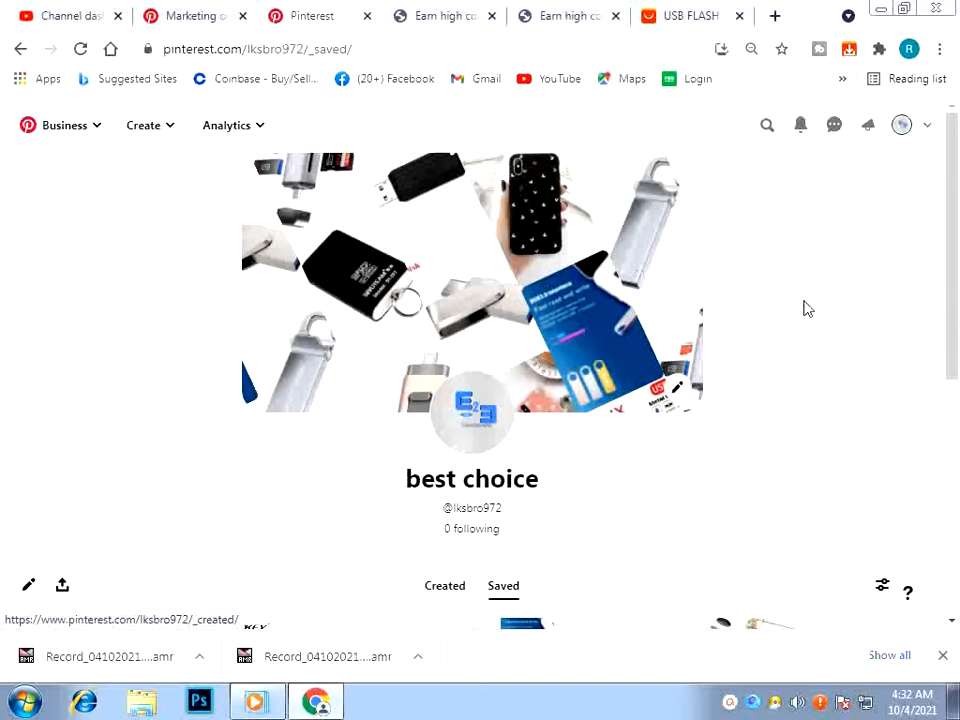 Channel das
Marketing o
Pinterest
Earn high c
Earn high c
USB FLASH
pinterest.com/lksbro972/_saved/
R
Apps
Suggested Sites
Coinbase - Buy/Sell...
(20+) Facebook
Gmail
YouTube
Maps
Login
»
Reading list
Business
Create
Analytics
best choice
@lksbro972
0 following
Created
Saved
?
https://www.pinterest.com/lksbro972/_created/
Record_04102021....amr
Record_04102021....amr
Show all
Ps
4:32 AM
10/4/2021